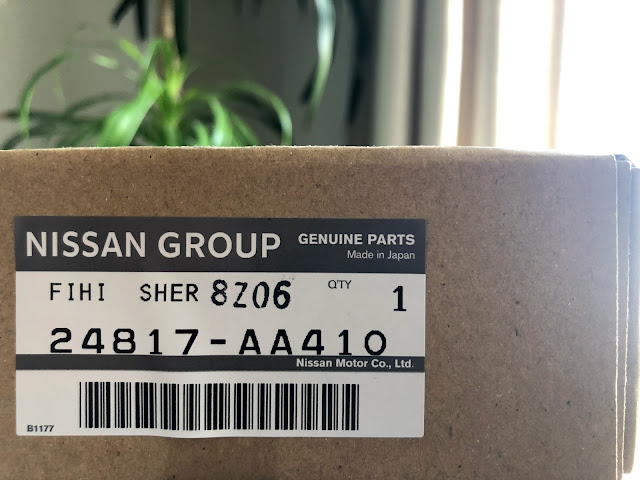 NISSAN GROUP GENUINE PARTS
Made in Japan
FIHI SHER 8Z06 Q'TY 1
24817-AA410
Nissan Motor Co., Ltd.
B1177